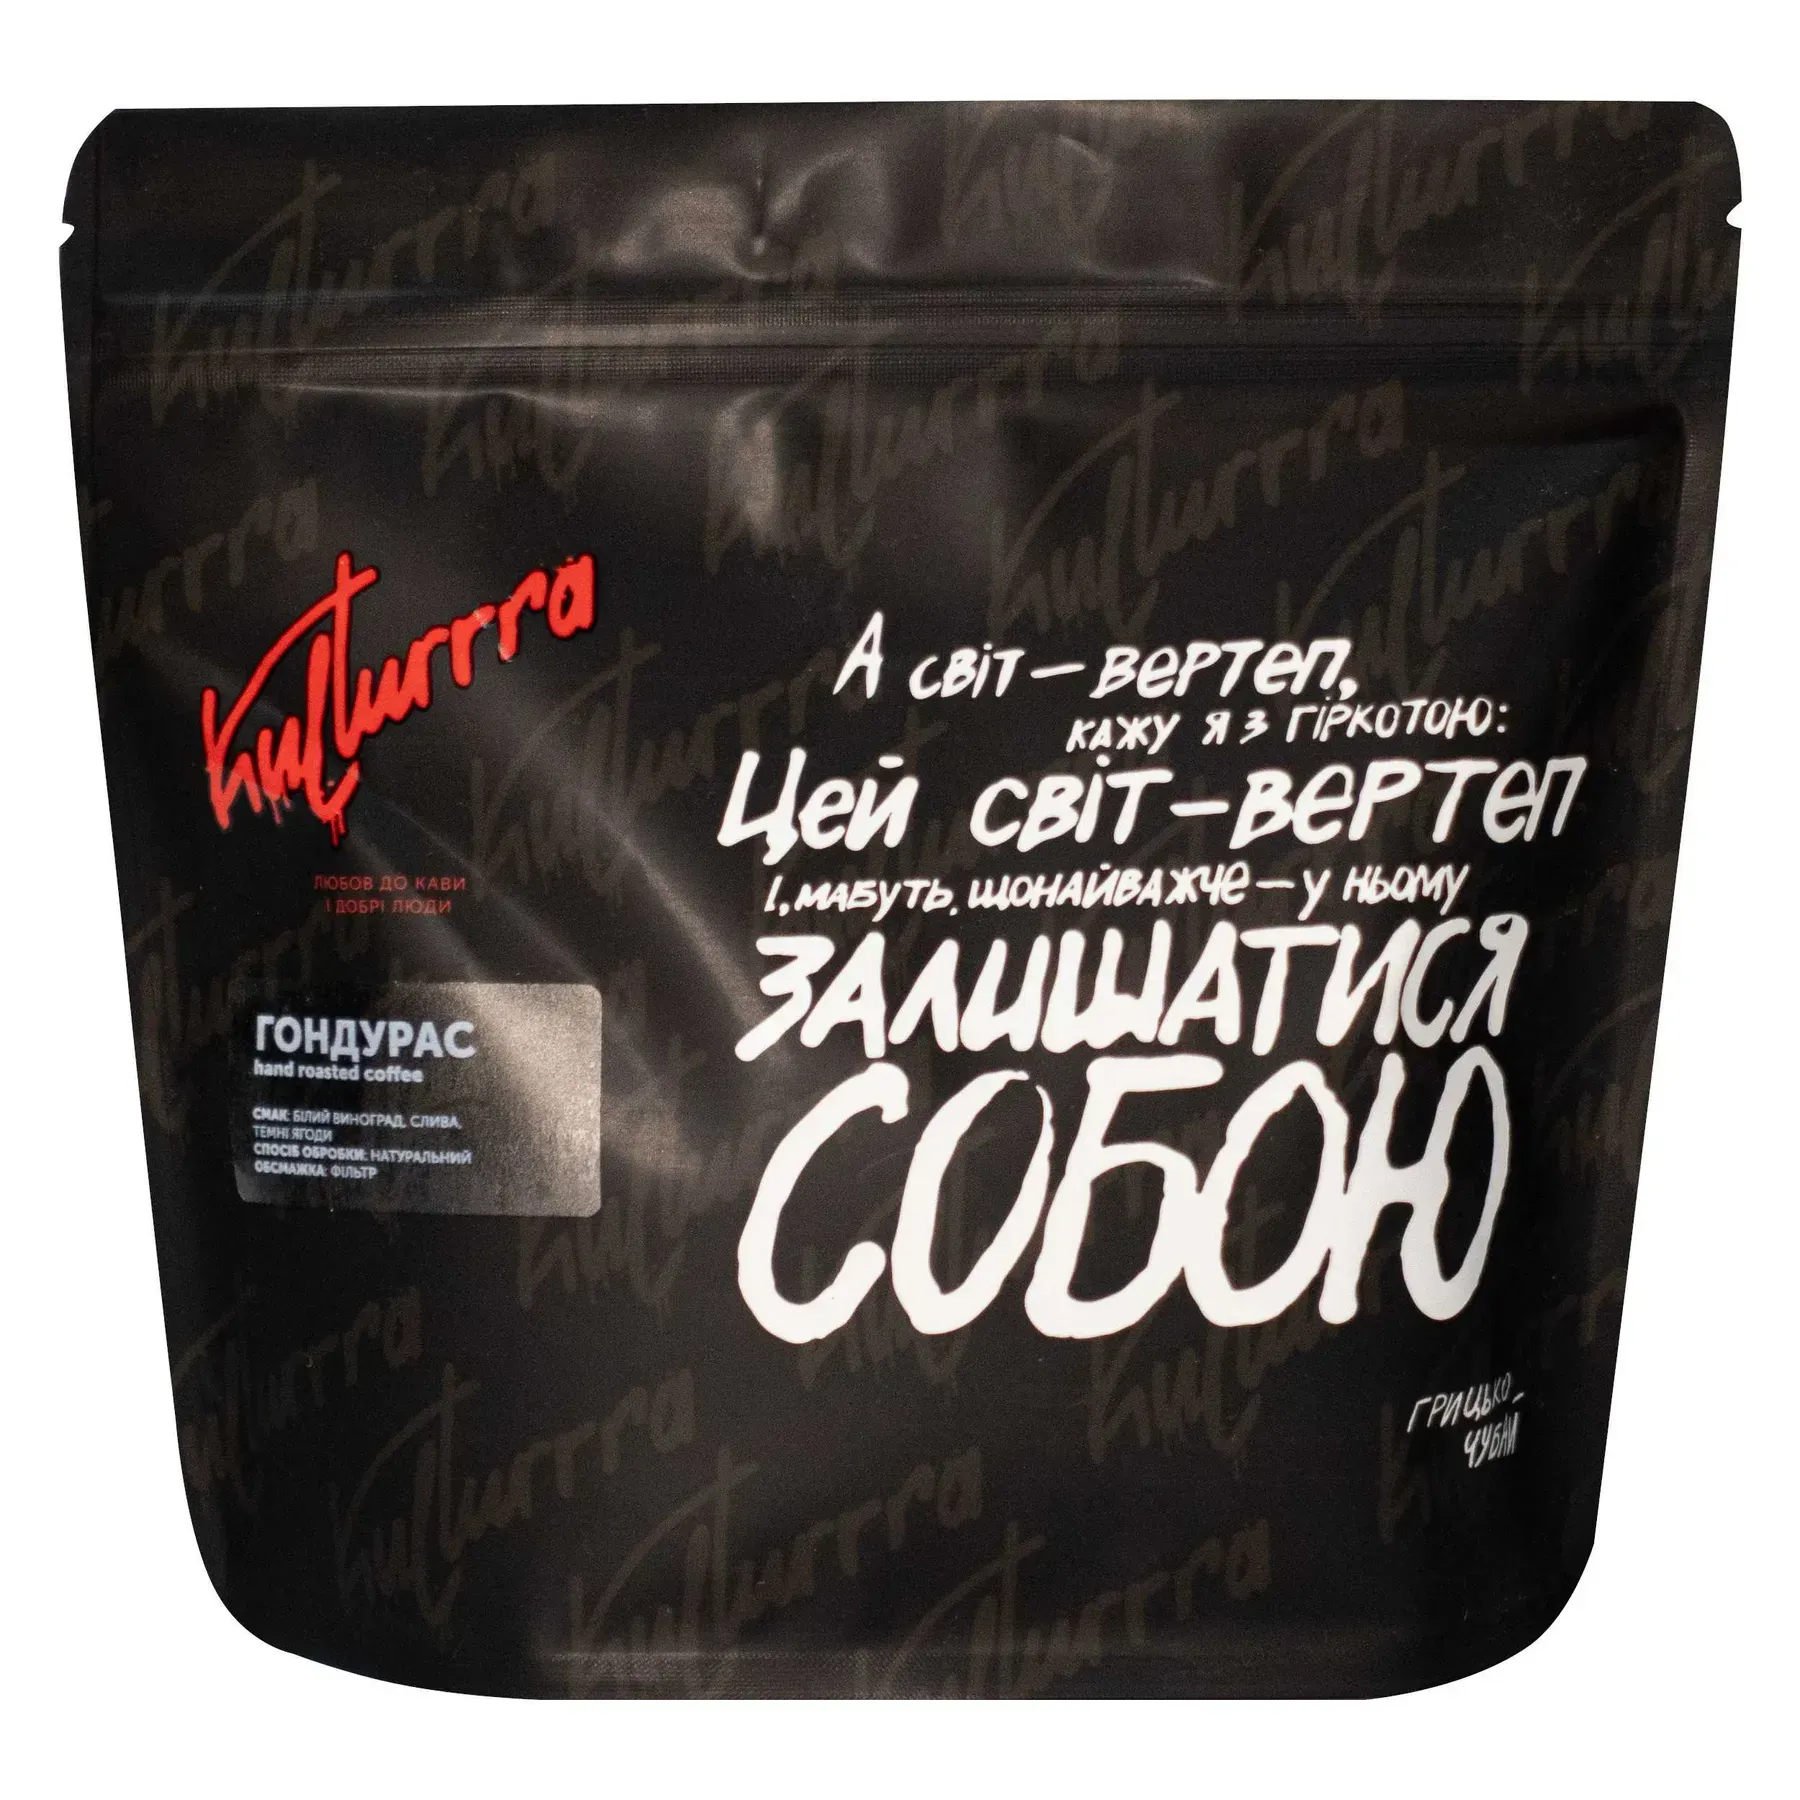 kulturrra
ЛЮБОВ ДО КАВИ
І ДОБРІ ЛЮДИ
ГОНДУРАС
hand roasted coffee
СМАК: БІЛИЙ ВИНОГРАД, СЛИВА,
ТЕМНІ ЯГОДИ
СПОСІБ ОБРОБКИ: НАТУРАЛЬНИЙ
ОБСМАЖКА: ФІЛЬТР
А світ — вертеп,
кажу я з гіркотою:
Цей світ — вертеп
І, мабуть, щонайважче — у ньому
ЗАЛИШАТИСЯ
СОБОЮ
ГРИЦЬКО
ЧУБАЙ